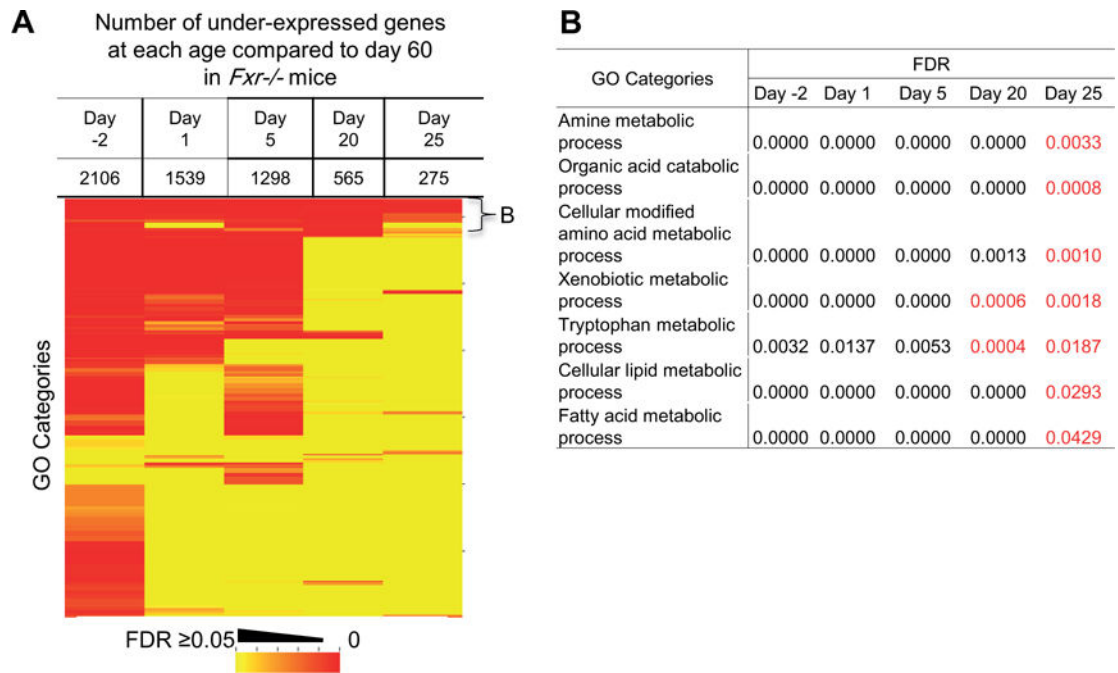 A
Number of under-expressed genes
at each age compared to day 60
in Fxr-/- mice
Day Day Day Day Day
-2 1 5 20 25
2106 1539 1298 565 275
B
GO Categories
FDR ≥0.05 0
B
GO Categories FDR
Day -2 Day 1 Day 5 Day 20 Day 25
Amine metabolic
process 0.0000 0.0000 0.0000 0.0000 0.0033
Organic acid catabolic
process 0.0000 0.0000 0.0000 0.0000 0.0008
Cellular modified
amino acid metabolic
process 0.0000 0.0000 0.0000 0.0013 0.0010
Xenobiotic metabolic
process 0.0000 0.0000 0.0000 0.0006 0.0018
Tryptophan metabolic
process 0.0032 0.0137 0.0053 0.0004 0.0187
Cellular lipid metabolic
process 0.0000 0.0000 0.0000 0.0000 0.0293
Fatty acid metabolic
process 0.0000 0.0000 0.0000 0.0000 0.0429